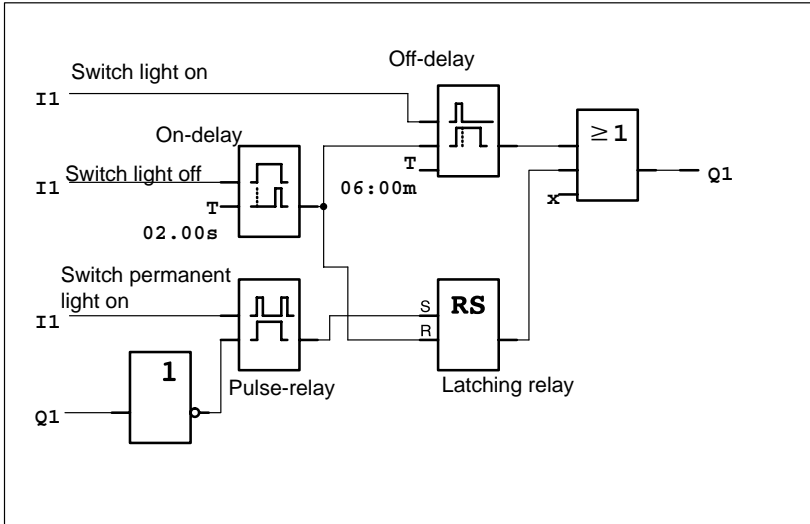 Off-delay
Switch light on
I1
≥1
On-delay
T
06:00m
Q1
x
Switch light off
I1
T
02.00s
Switch permanent
light on
I1
S
RS
R
1
Pulse-relay
Latching relay
Q1